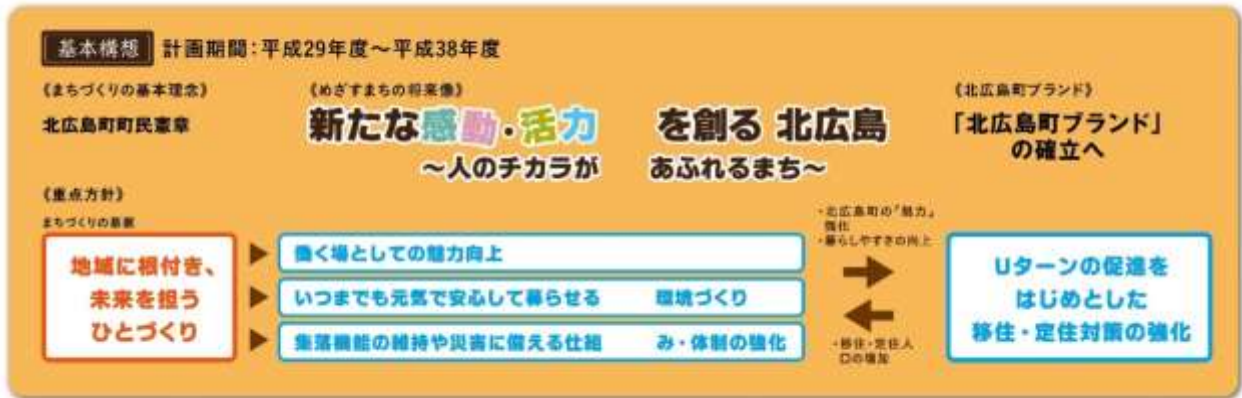 基本構想 計画期間：平成29年度～平成38年度
《まちづくりの基本理念》
北広島町町民憲章
《めざすまちの将来像》
新たな感動・活力 を創る 北広島
～人のチカラが あふれるまち～
《北広島町ブランド》
「北広島町ブランド」
の確立へ
《重点方針》
まちづくりの基盤
地域に根付き、
未来を担う
ひとづくり
働く場としての魅力向上
いつまでも元気で安心して暮らせる 環境づくり
集落機能の維持や災害に備える仕組 み・体制の強化
・北広島町の「魅力」
強化
・暮らしやすさの向上
・移住・定住人
口の増加
Uターンの促進を
はじめとした
移住・定住対策の強化